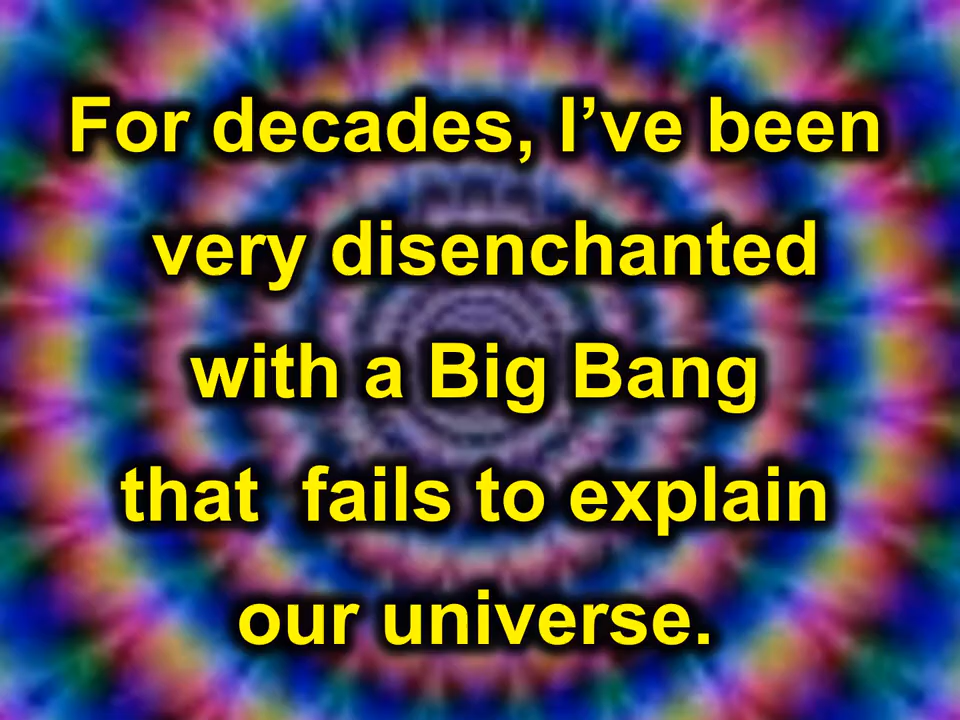 For decades, I’ve been
very disenchanted
with a Big Bang
that  fails to explain
our universe.